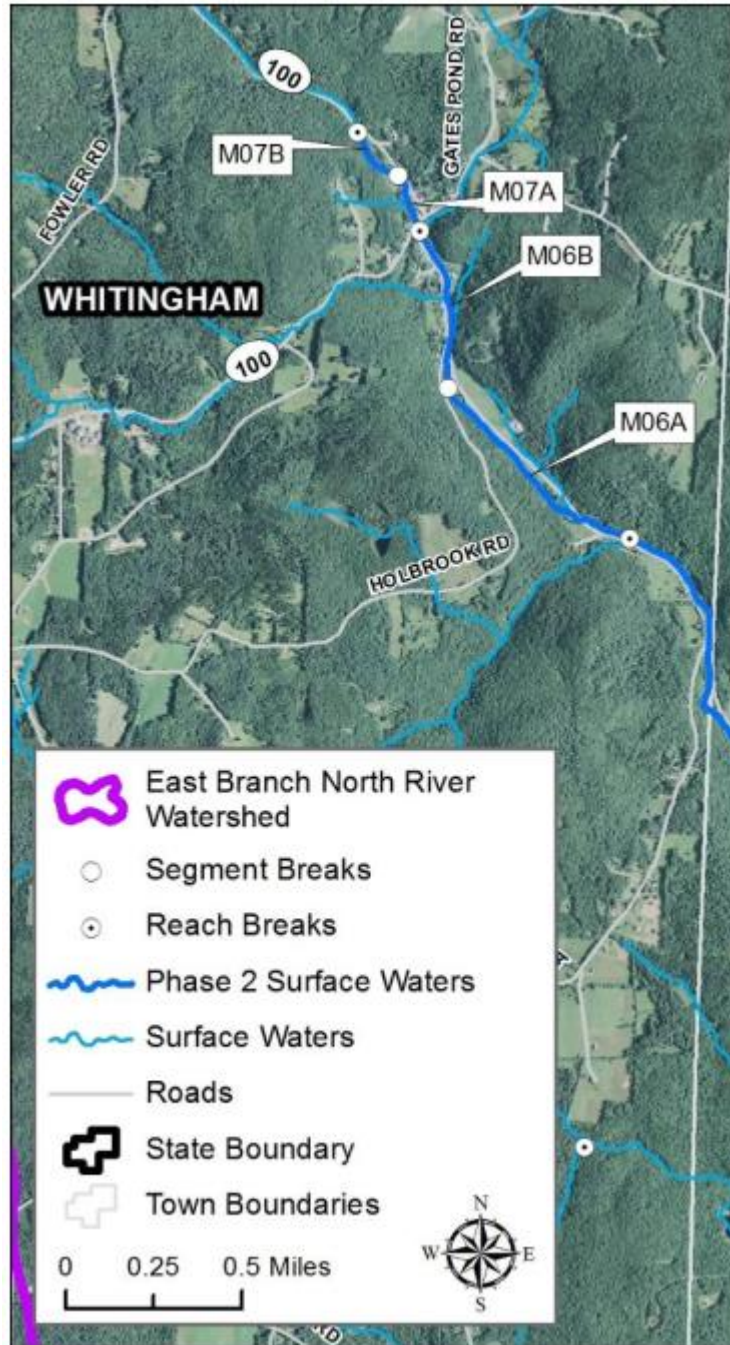 100
GATES POND RD
M07B
FOWLER RD
M07A
M06B
WHITINGHAM
100
M06A
HOLBROOK RD
East Branch North River
Watershed
Segment Breaks
Reach Breaks
Phase 2 Surface Waters
Surface Waters
Roads
State Boundary
Town Boundaries
N
W
E
S
0 0.25 0.5 Miles
RD